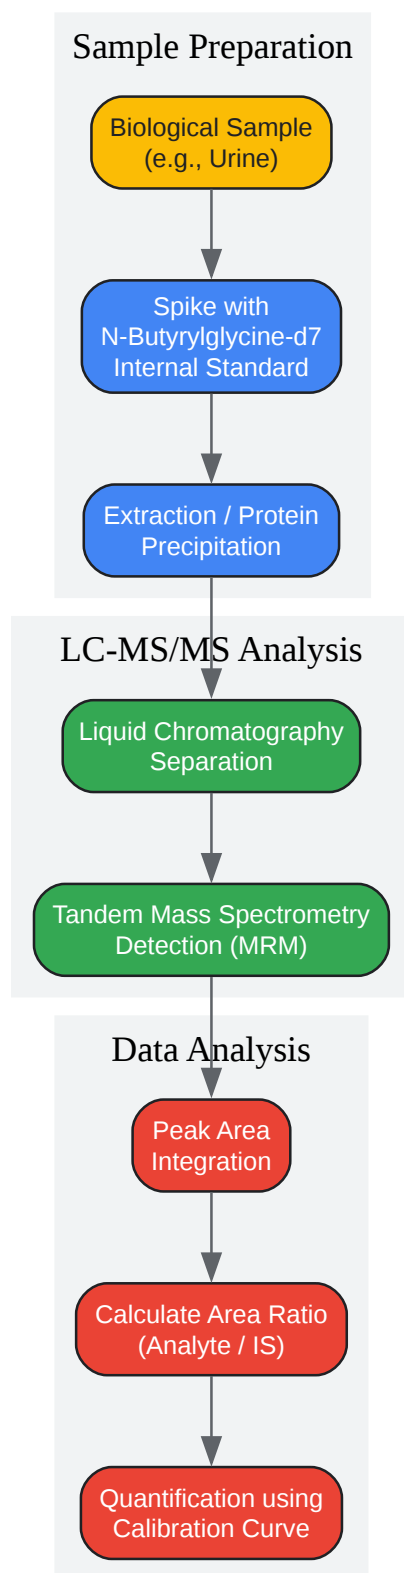 Sample Preparation
Biological Sample
(e.g., Urine)
Spike with
N-Butyrylglycine-d7
Internal Standard
Extraction / Protein
Precipitation
LC-MS/MS Analysis
Liquid Chromatography
Separation
Tandem Mass Spectrometry
Detection (MRM)
Data Analysis
Peak Area
Integration
Calculate Area Ratio
(Analyte / IS)
Quantification using
Calibration Curve